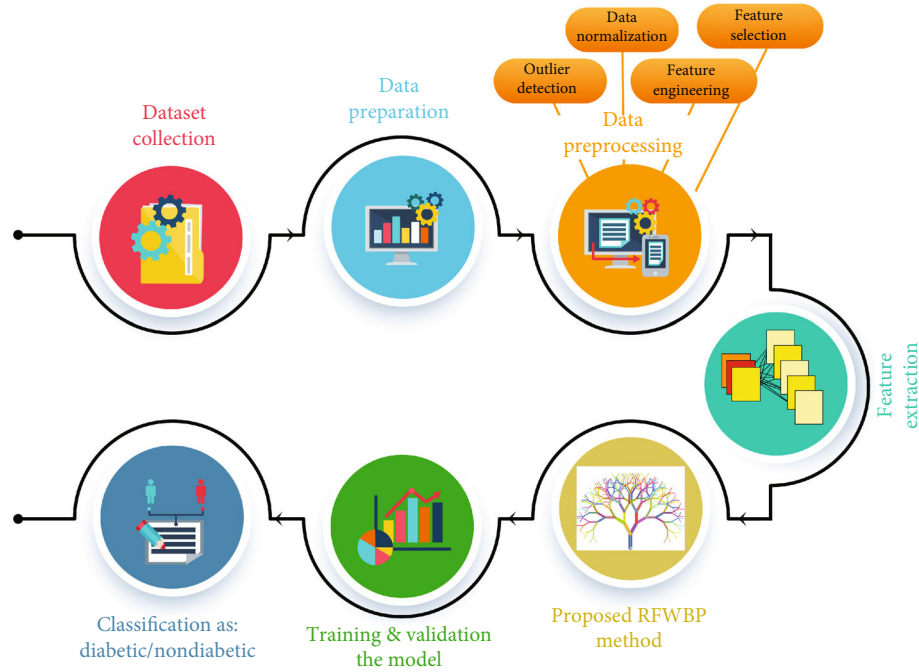 Dataset
collection
Data
preparation
Outlier
detection
Data
normalization
Feature
engineering
Feature
selection
Data
preprocessing
Feature
extraction
Proposed RFWBP
method
Training & validation
the model
Classification as:
diabetic/nondiabetic